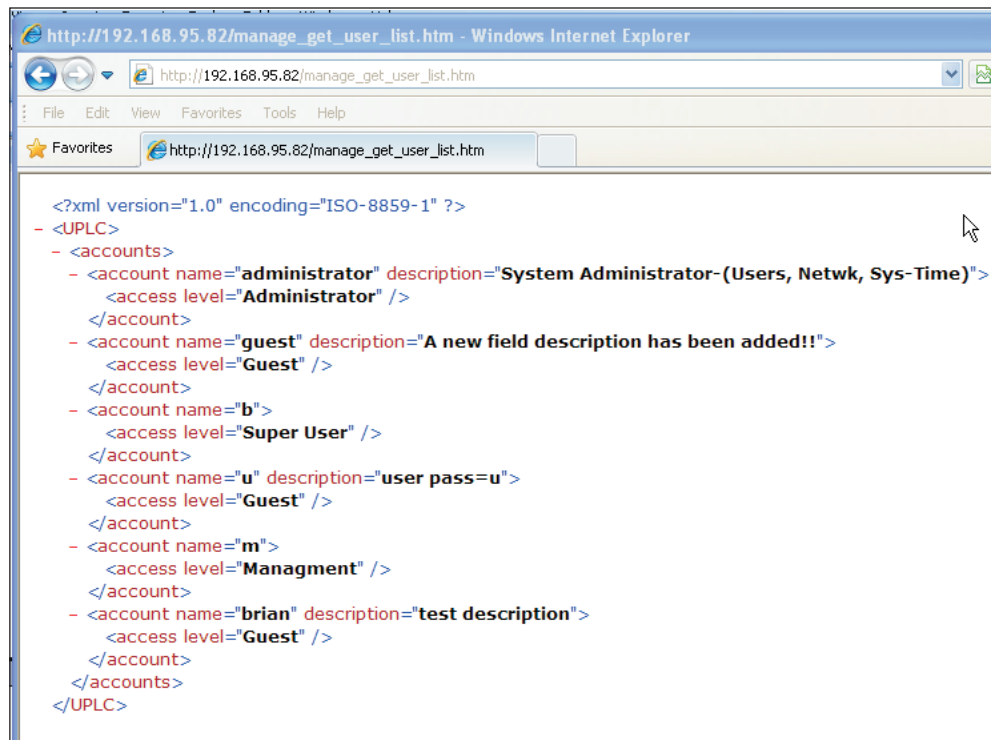 http://192.168.95.82/manage_get_user_list.htm - Windows Internet Explorer
http://192.168.95.82/manage_get_user_list.htm
File Edit View Favorites Tools Help
Favorites http://192.168.95.82/manage_get_user_list.htm
<?xml version="1.0" encoding="ISO-8859-1" ?>
- <UPLC>
- <accounts>
- <account name="administrator" description="System Administrator-(Users, Netwk, Sys-Time)">
<access level="Administrator" />
</account>
- <account name="guest" description="A new field description has been added!!">
<access level="Guest" />
</account>
- <account name="b">
<access level="Super User" />
</account>
- <account name="u" description="user pass=u">
<access level="Guest" />
</account>
- <account name="m">
<access level="Managment" />
</account>
- <account name="brian" description="test description">
<access level="Guest" />
</account>
</accounts>
</UPLC>